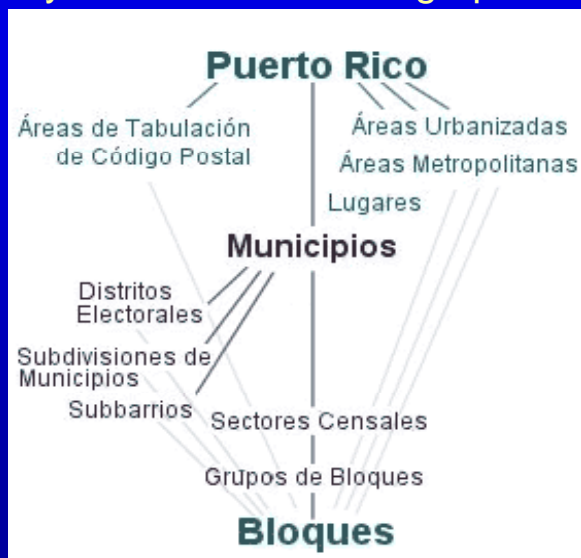 Puerto Rico
Áreas de Tabulación
de Código Postal
Áreas Urbanizadas
Áreas Metropolitanas
Lugares
Municipios
Distritos
Electorales
Subdivisiones de
Municipios
Subbarrios
Sectores Censales
Grupos de Bloques
Bloques